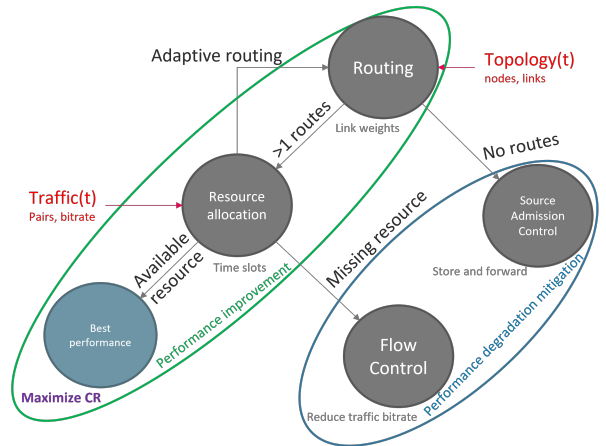 Adaptive routing
Routing
Topology(t)
nodes, links
Link weights
>1 routes
No routes
Traffic(t)
Pairs, bitrate
Resource
allocation
Time slots
Source
Admission
Control
Store and forward
Missing resource
Available
resource
Performance improvement
Best
performance
Maximize CR
Flow
Control
Reduce traffic bitrate
Performance degradation mitigation